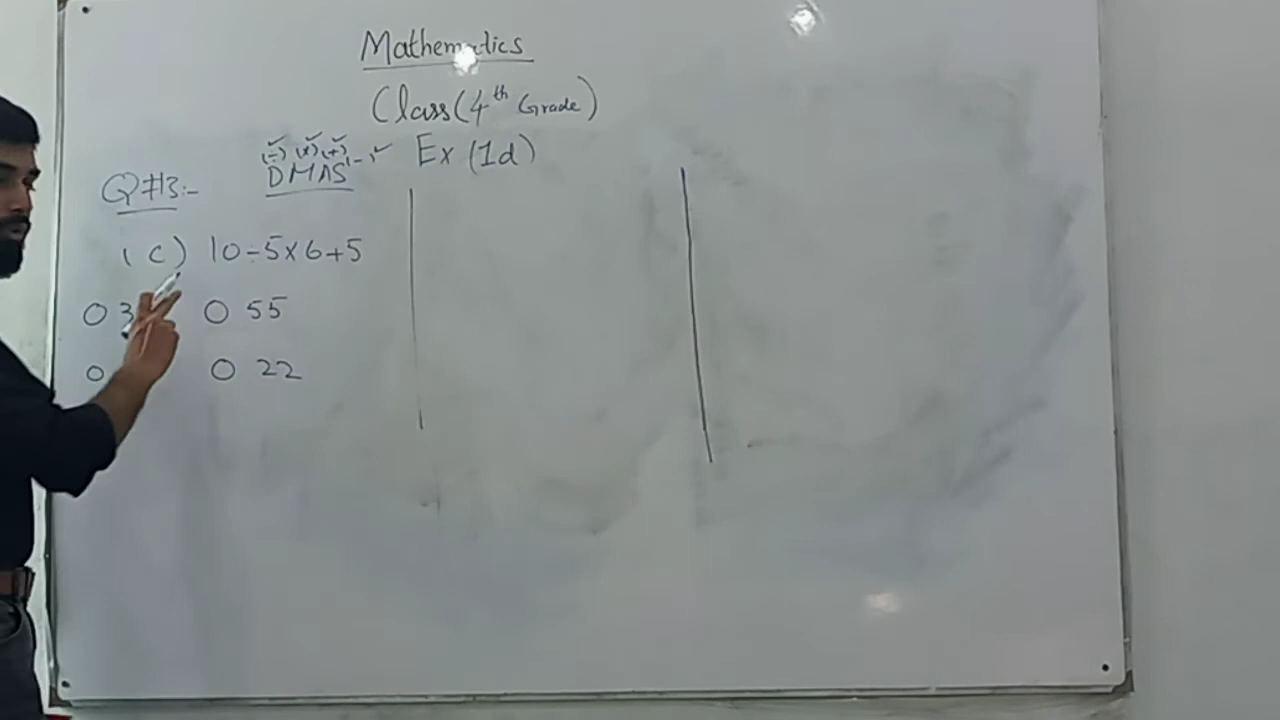 Mathematics
Class (4th Grade)
(÷) (×) (+) (-)
DMAS
Ex (1d)
Q#3:-
(C) 10-5×6+5
55
22